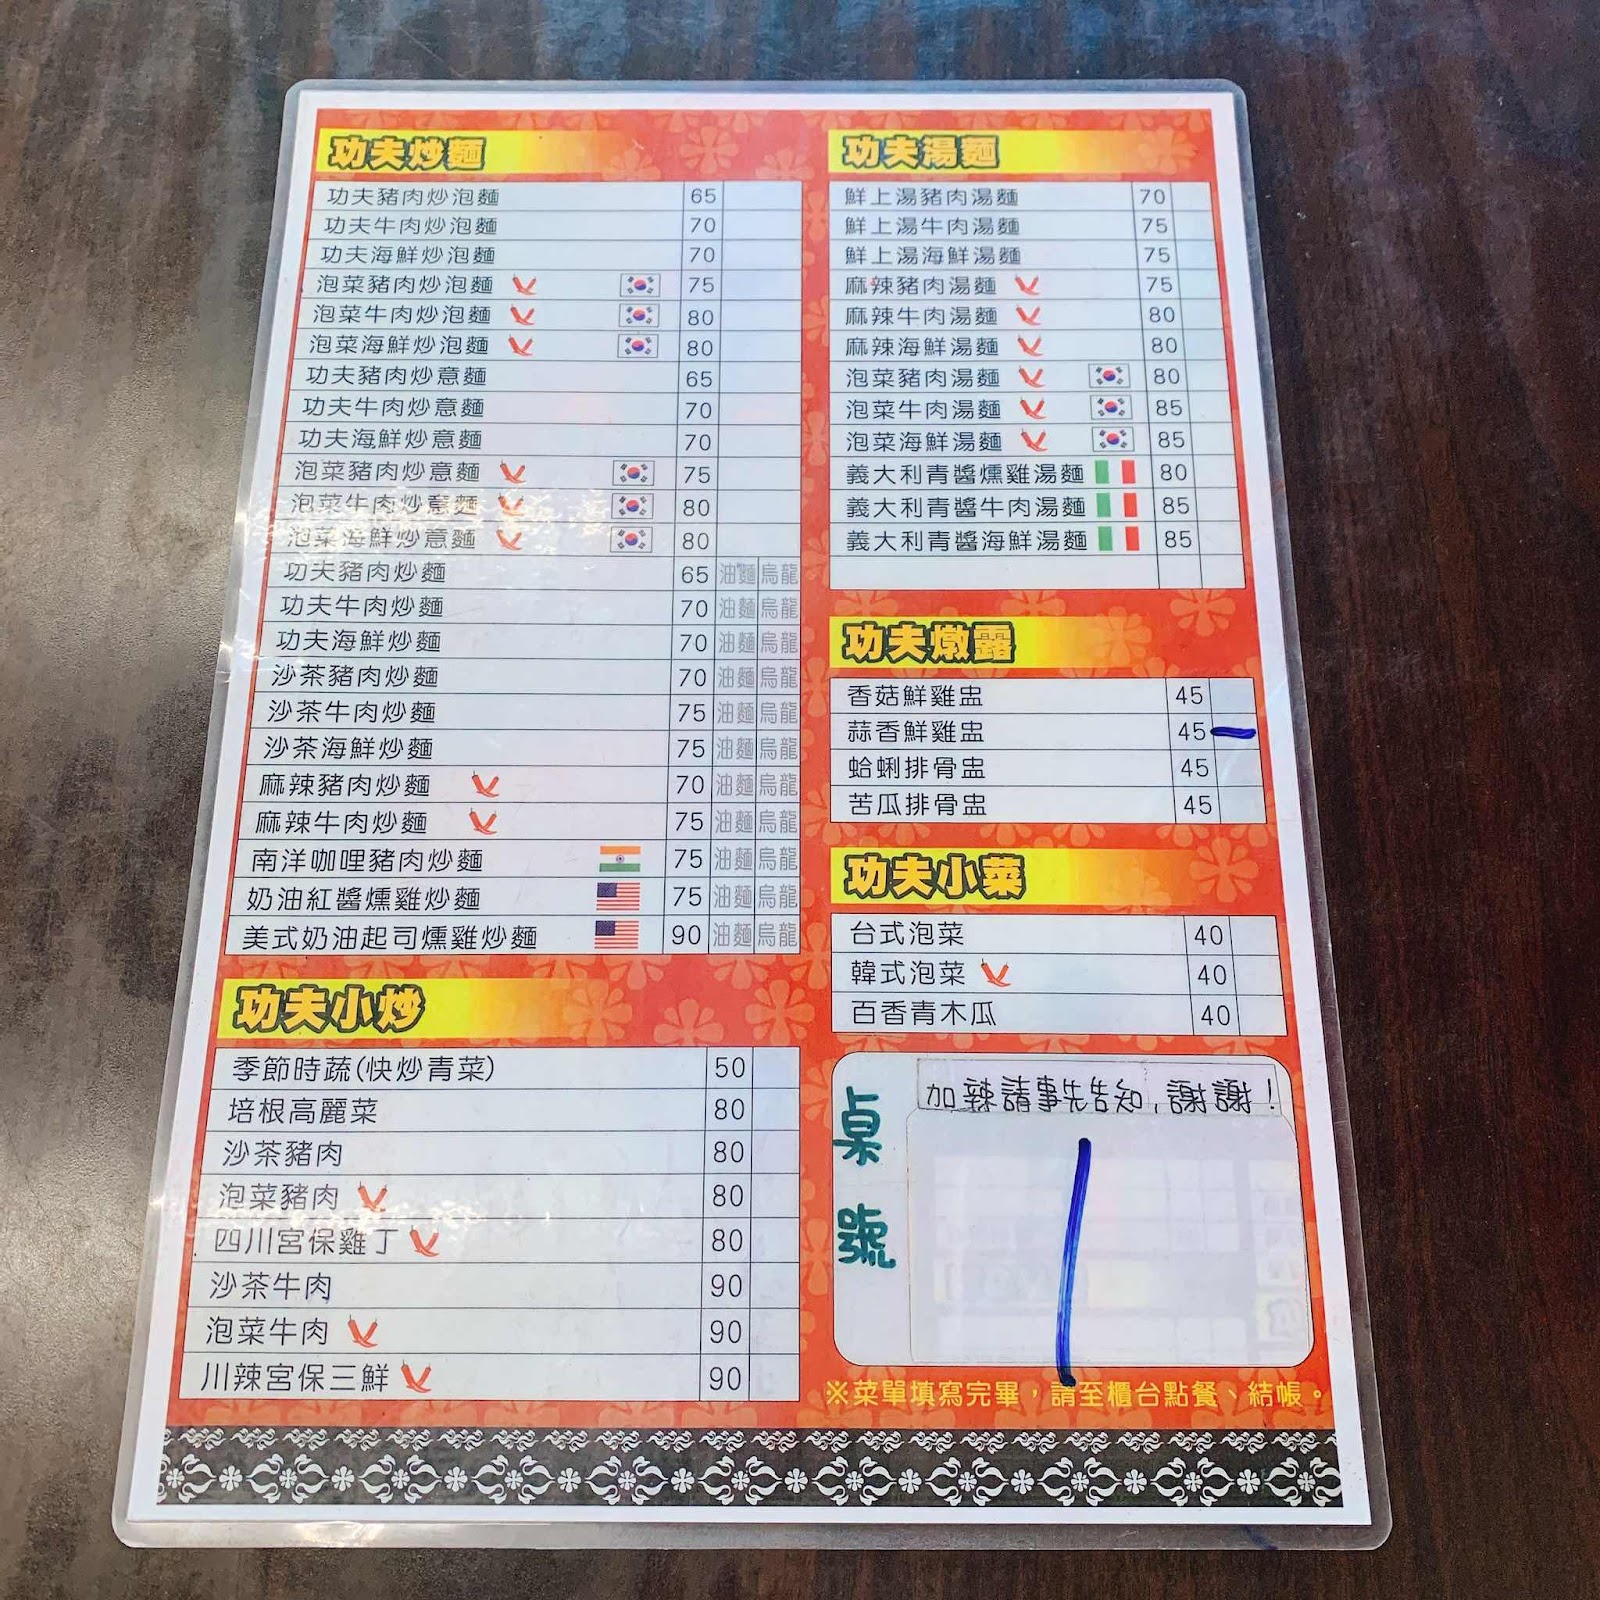 功夫炒麵
功夫豬肉炒泡麵 65
功夫牛肉炒泡麵 70
功夫海鮮炒泡麵 70
泡菜豬肉炒泡麵 75
泡菜牛肉炒泡麵 80
泡菜海鮮炒泡麵 80
功夫豬肉炒意麵 65
功夫牛肉炒意麵 70
功夫海鮮炒意麵 70
泡菜豬肉炒意麵 75
泡菜牛肉炒意麵 80
泡菜海鮮炒意麵 80
功夫豬肉炒麵 65 油麵 烏龍
功夫牛肉炒麵 70 油麵 烏龍
功夫海鮮炒麵 70 油麵 烏龍
沙茶豬肉炒麵 70 油麵 烏龍
沙茶牛肉炒麵 75 油麵 烏龍
沙茶海鮮炒麵 75 油麵 烏龍
麻辣豬肉炒麵 70 油麵 烏龍
麻辣牛肉炒麵 75 油麵 烏龍
南洋咖哩豬肉炒麵 75 油麵 烏龍
奶油紅醬燻雞炒麵 75 油麵 烏龍
美式奶油起司燻雞炒麵 90 油麵 烏龍
功夫小炒
季節時蔬(快炒青菜) 50
培根高麗菜 80
沙茶豬肉 80
泡菜豬肉 80
四川宮保雞丁 80
沙茶牛肉 90
泡菜牛肉 90
川辣宮保三鮮 90
功夫湯麵
鮮上湯豬肉湯麵 70
鮮上湯牛肉湯麵 75
鮮上湯海鮮湯麵 75
麻辣豬肉湯麵 75
麻辣牛肉湯麵 80
麻辣海鮮湯麵 80
泡菜豬肉湯麵 80
泡菜牛肉湯麵 85
泡菜海鮮湯麵 85
義大利青醬燻雞湯麵 80
義大利青醬牛肉湯麵 85
義大利青醬海鮮湯麵 85
功夫燉露
香菇鮮雞盅 45
蒜香鮮雞盅 45
蛤蜊排骨盅 45
苦瓜排骨盅 45
功夫小菜
台式泡菜 40
韓式泡菜 40
百香青木瓜 40
桌號
加辣請事先告知,謝謝!
1
※菜單填寫完畢,請至櫃台點餐、結帳。